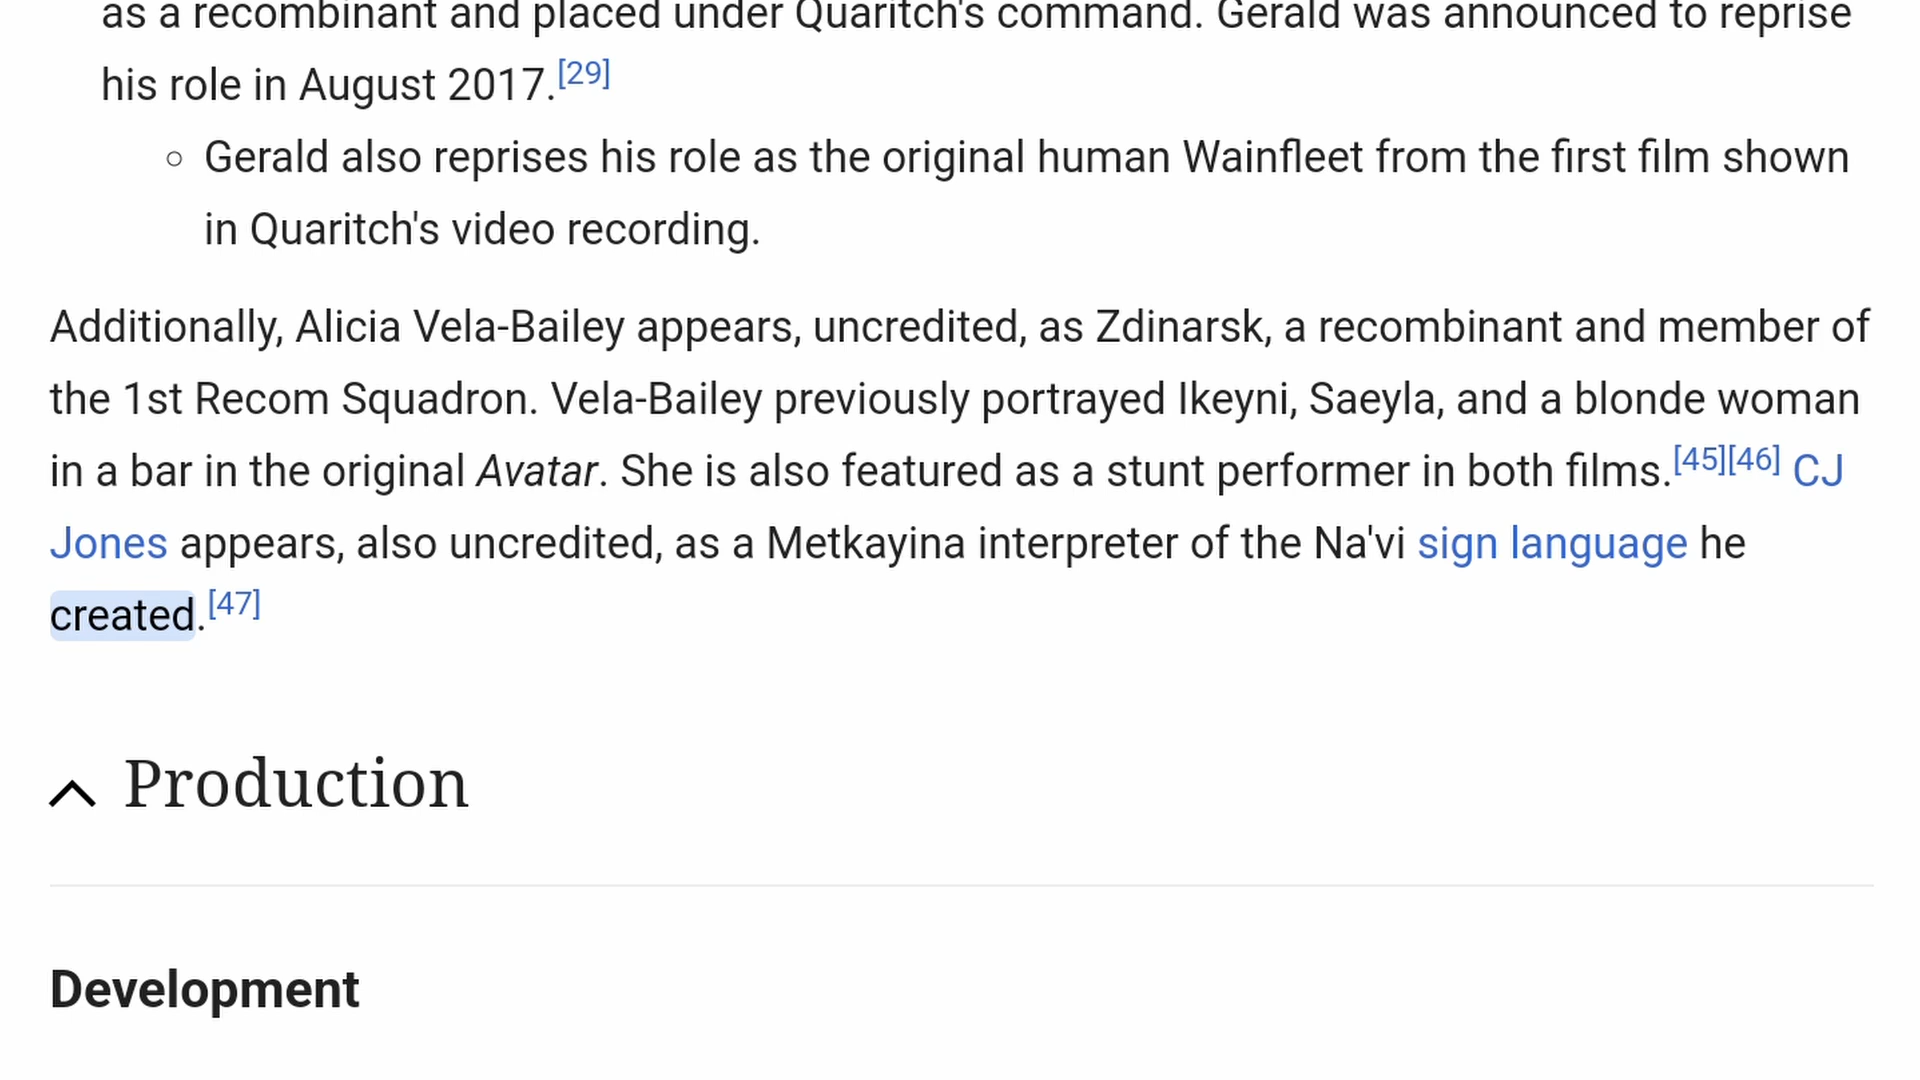 as a recombinant and placed under Quaritch's command. Gerald was announced to reprise
his role in August 2017.[29]
◦ Gerald also reprises his role as the original human Wainfleet from the first film shown
in Quaritch's video recording.
Additionally, Alicia Vela-Bailey appears, uncredited, as Zdinarsk, a recombinant and member of
the 1st Recom Squadron. Vela-Bailey previously portrayed Ikeyni, Saeyla, and a blonde woman
in a bar in the original Avatar. She is also featured as a stunt performer in both films.[45][46] CJ
Jones appears, also uncredited, as a Metkayina interpreter of the Na'vi sign language he
created.[47]
Production
Development